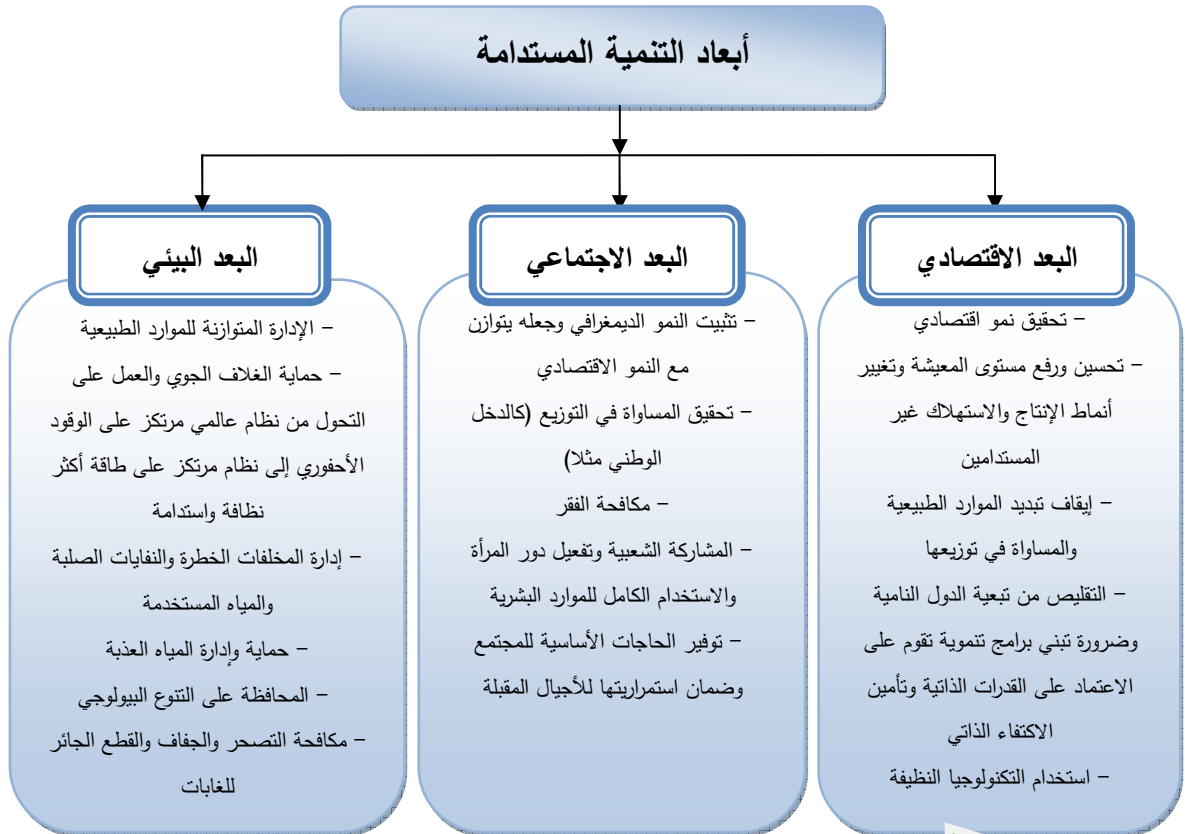 أبعاد التنمية المستدامة
البعد الاقتصادي
– تحقيق نمو اقتصادي
– تحسين ورفع مستوى المعيشة وتغيير
أنماط الإنتاج والاستهلاك غير
المستدامين
– إيقاف تبديد الموارد الطبيعية
والمساواة في توزيعها
– التقليص من تبعية الدول النامية
وضرورة تبني برامج تنموية تقوم على
الاعتماد على القدرات الذاتية وتأمين
الاكتفاء الذاتي
– استخدام التكنولوجيا النظيفة
البعد الاجتماعي
– تثبيت النمو الديمغرافي وجعله يتوازن
مع النمو الاقتصادي
– تحقيق المساواة في التوزيع (كالدخل
الوطني مثلا)
– مكافحة الفقر
– المشاركة الشعبية وتفعيل دور المرأة
والاستخدام الكامل للموارد البشرية
– توفير الحاجات الأساسية للمجتمع
وضمان استمراريتها للأجيال المقبلة
البعد البيئي
– الإدارة المتوازنة للموارد الطبيعية
– حماية الغلاف الجوي والعمل على
التحول من نظام عالمي مرتكز على الوقود
الأحفوري إلى نظام مرتكز على طاقة أكثر
نظافة واستدامة
– إدارة المخلفات الخطرة والنفايات الصلبة
والمياه المستخدمة
– حماية وإدارة المياه العذبة
– المحافظة على التنوع البيولوجي
– مكافحة التصحر والجفاف والقطع الجائر
للغابات